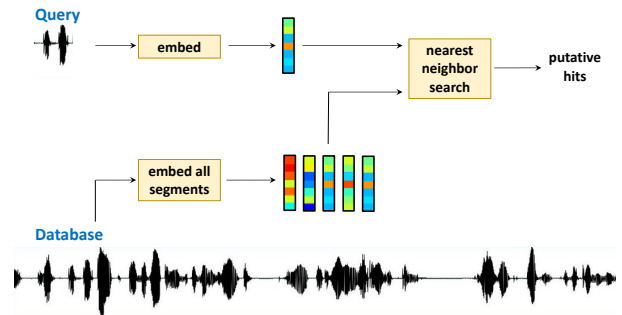 Query
embed
nearest
neighbor
search
putative
hits
embed all
segments
Database